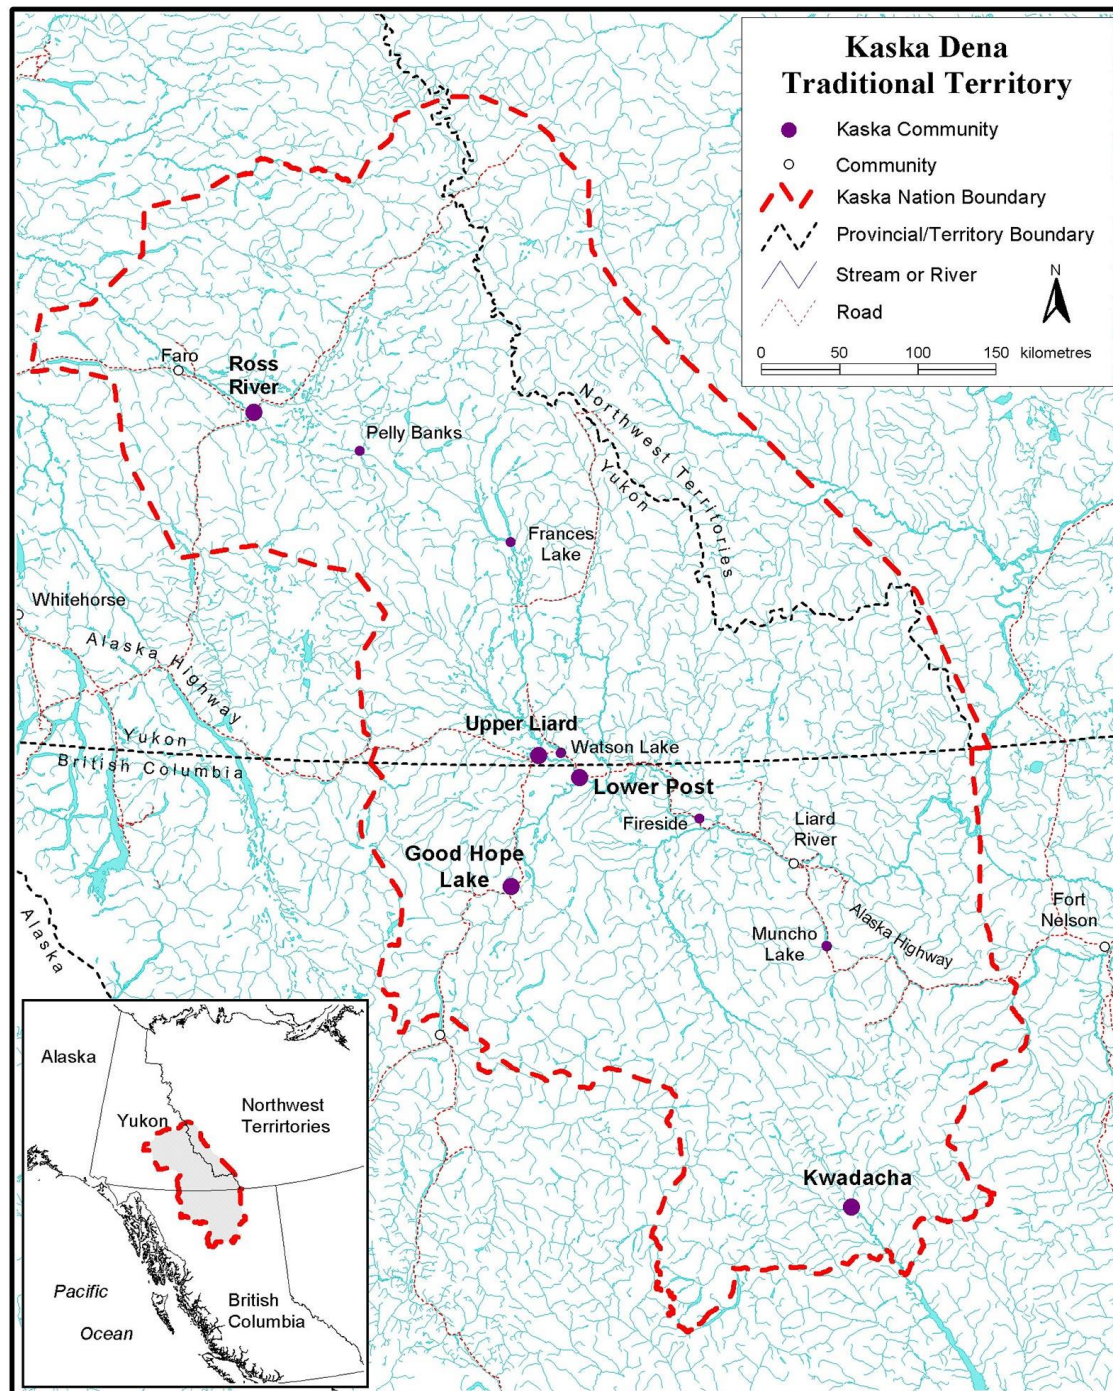 Kaska Dena
Traditional Territory
Kaska Community
Community
Kaska Nation Boundary
Provincial/Territory Boundary
Stream or River
Road
N
0 50 100 150 kilometres
Faro
Ross
River
Pelly Banks
Northwest Territories
Yukon
Frances
Lake
Whitehorse
Alaska Highway
Yukon
British Columbia
Upper Liard
Watson Lake
Lower Post
Fireside
Liard
River
Good Hope
Lake
Alaska
Muncho
Lake
Alaska Highway
Fort
Nelson
Kwadacha
Alaska
Yukon
Northwest
Terrirtories
Pacific
Ocean
British
Columbia